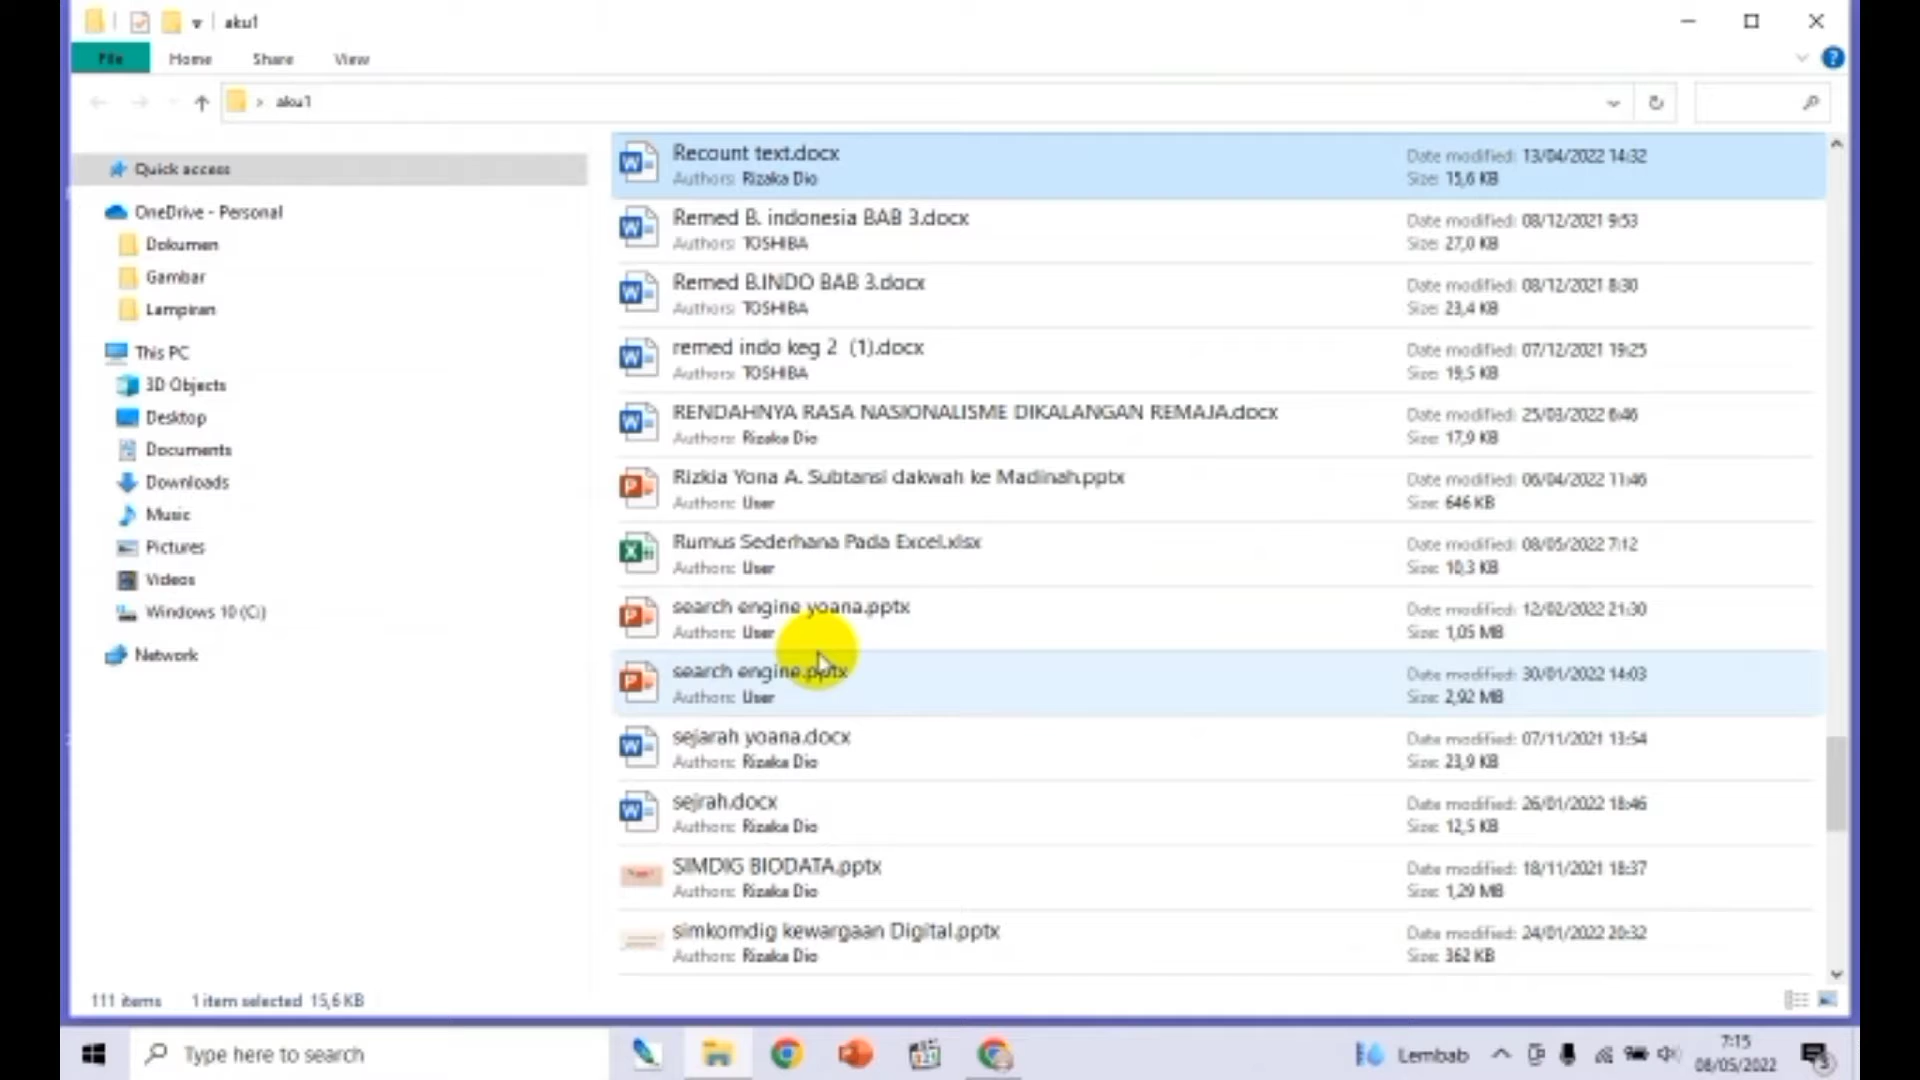 aku1
File Home Share View
aku1
Quick access
OneDrive - Personal
Dokumen
Gambar
Lampiran
This PC
3D Objects
Desktop
Documents
Downloads
Music
Pictures
Videos
Windows 10 (C:)
Network
Recount text.docx
Authors: Rizaka Dio
Date modified: 13/04/2022 14:32
Size: 15,6 KB
Remed B. indonesia BAB 3.docx
Authors: TOSHIBA
Date modified: 08/12/2021 9:53
Size: 27,0 KB
Remed B.INDO BAB 3.docx
Authors: TOSHIBA
Date modified: 08/12/2021 8:30
Size: 23,4 KB
remed indo keg 2 (1).docx
Authors: TOSHIBA
Date modified: 07/12/2021 19:25
Size: 19,5 KB
RENDAHNYA RASA NASIONALISME DIKALANGAN REMAJA.docx
Authors: Rizaka Dio
Date modified: 25/03/2022 6:46
Size: 17,9 KB
Rizkia Yona A. Subtansi dakwah ke Madinah.pptx
Authors: User
Date modified: 06/04/2022 11:46
Size: 646 KB
Rumus Sederhana Pada Excel.xlsx
Authors: User
Date modified: 08/05/2022 7:12
Size: 10,3 KB
search engine yoana.pptx
Authors: User
Date modified: 12/02/2022 21:30
Size: 1,05 MB
search engine.pptx
Authors: User
Date modified: 30/01/2022 14:03
Size: 2,92 MB
sejarah yoana.docx
Authors: Rizaka Dio
Date modified: 07/11/2021 13:54
Size: 23,9 KB
sejrah.docx
Authors: Rizaka Dio
Date modified: 26/01/2022 18:46
Size: 12,5 KB
SIMDIG BIODATA.pptx
Authors: Rizaka Dio
Date modified: 18/11/2021 18:37
Size: 1,29 MB
simkomdig kewargaan Digital.pptx
Authors: Rizaka Dio
Date modified: 24/01/2022 20:32
Size: 362 KB
111 items 1 item selected 15,6 KB
Type here to search
Lembab
7:15
08/05/2022